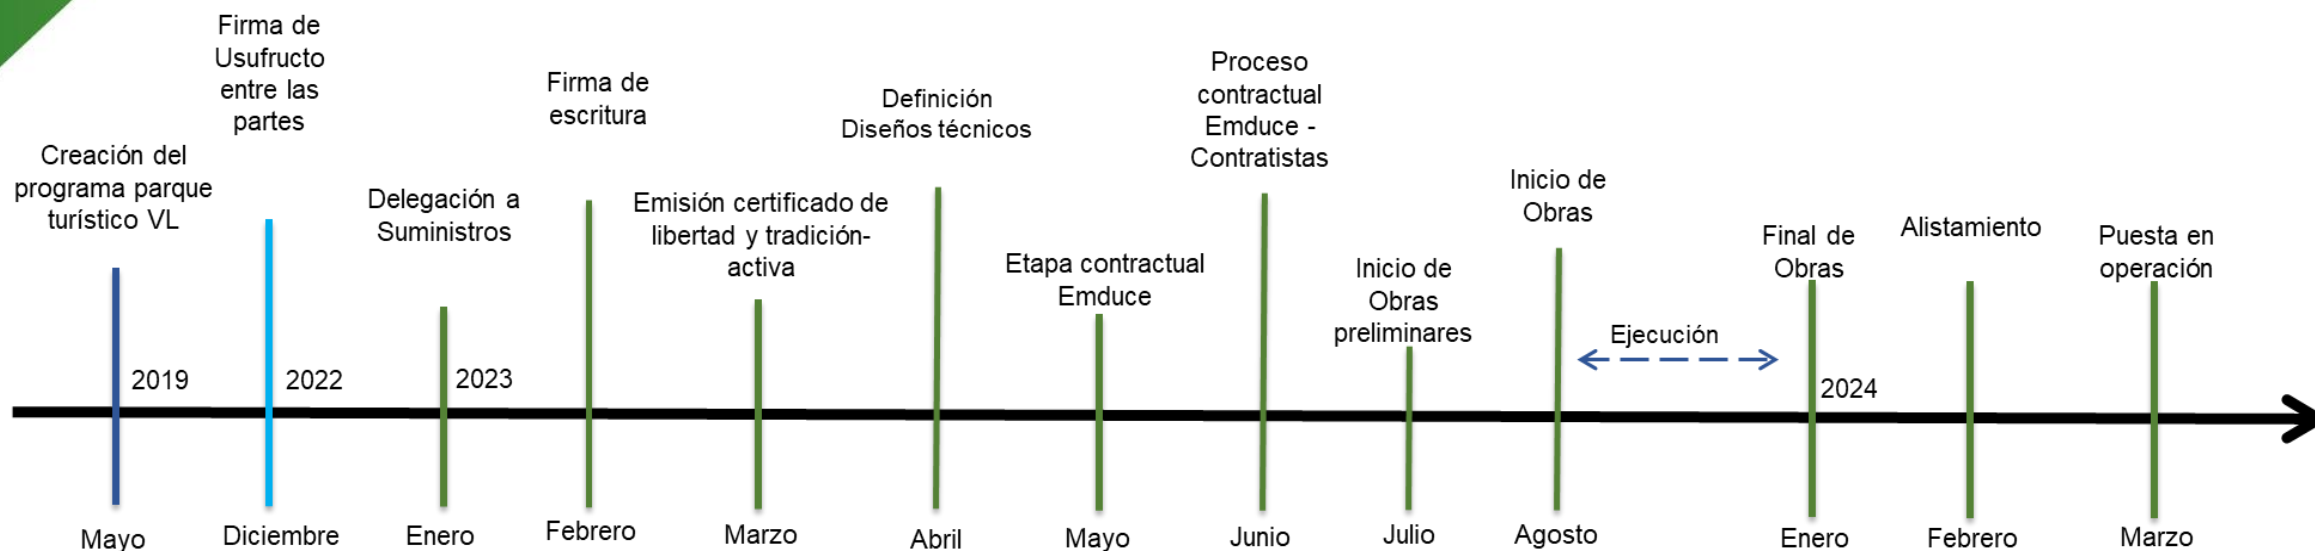 Creación del
programa parque
turístico VL
2019
Mayo
Firma de
Usufructo
entre las
partes
2022
Diciembre
Delegación a
Suministros
2023
Enero
Firma de
escritura
Febrero
Emisión certificado de
libertad y tradición-
activa
Marzo
Definición
Diseños técnicos
Abril
Etapa contractual
Emduce
Mayo
Proceso
contractual
Emduce -
Contratistas
Junio
Inicio de
Obras
preliminares
Julio
Inicio de
Obras
Agosto
Ejecución
Final de
Obras
2024
Enero
Alistamiento
Febrero
Puesta en
operación
Marzo